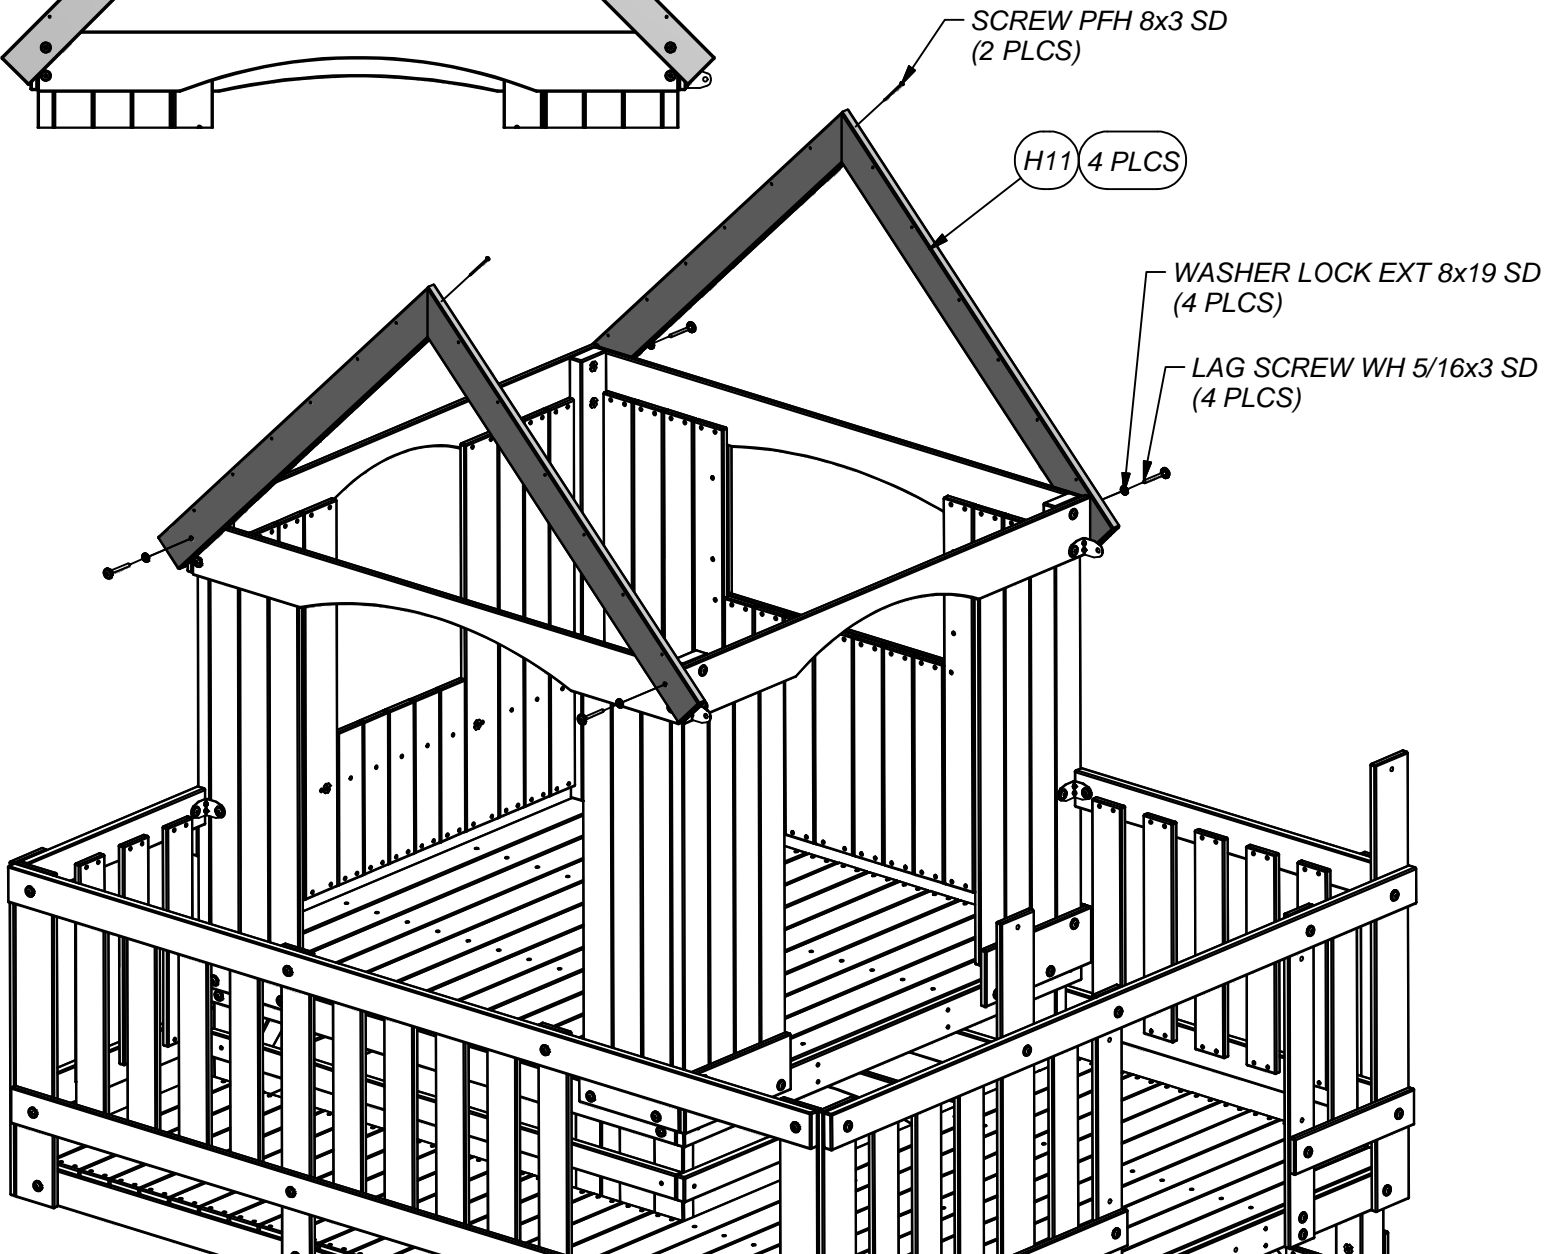 SCREW PFH 8x3 SD
(2 PLCS)
H11 4 PLCS
WASHER LOCK EXT 8x19 SD
(4 PLCS)
LAG SCREW WH 5/16x3 SD
(4 PLCS)